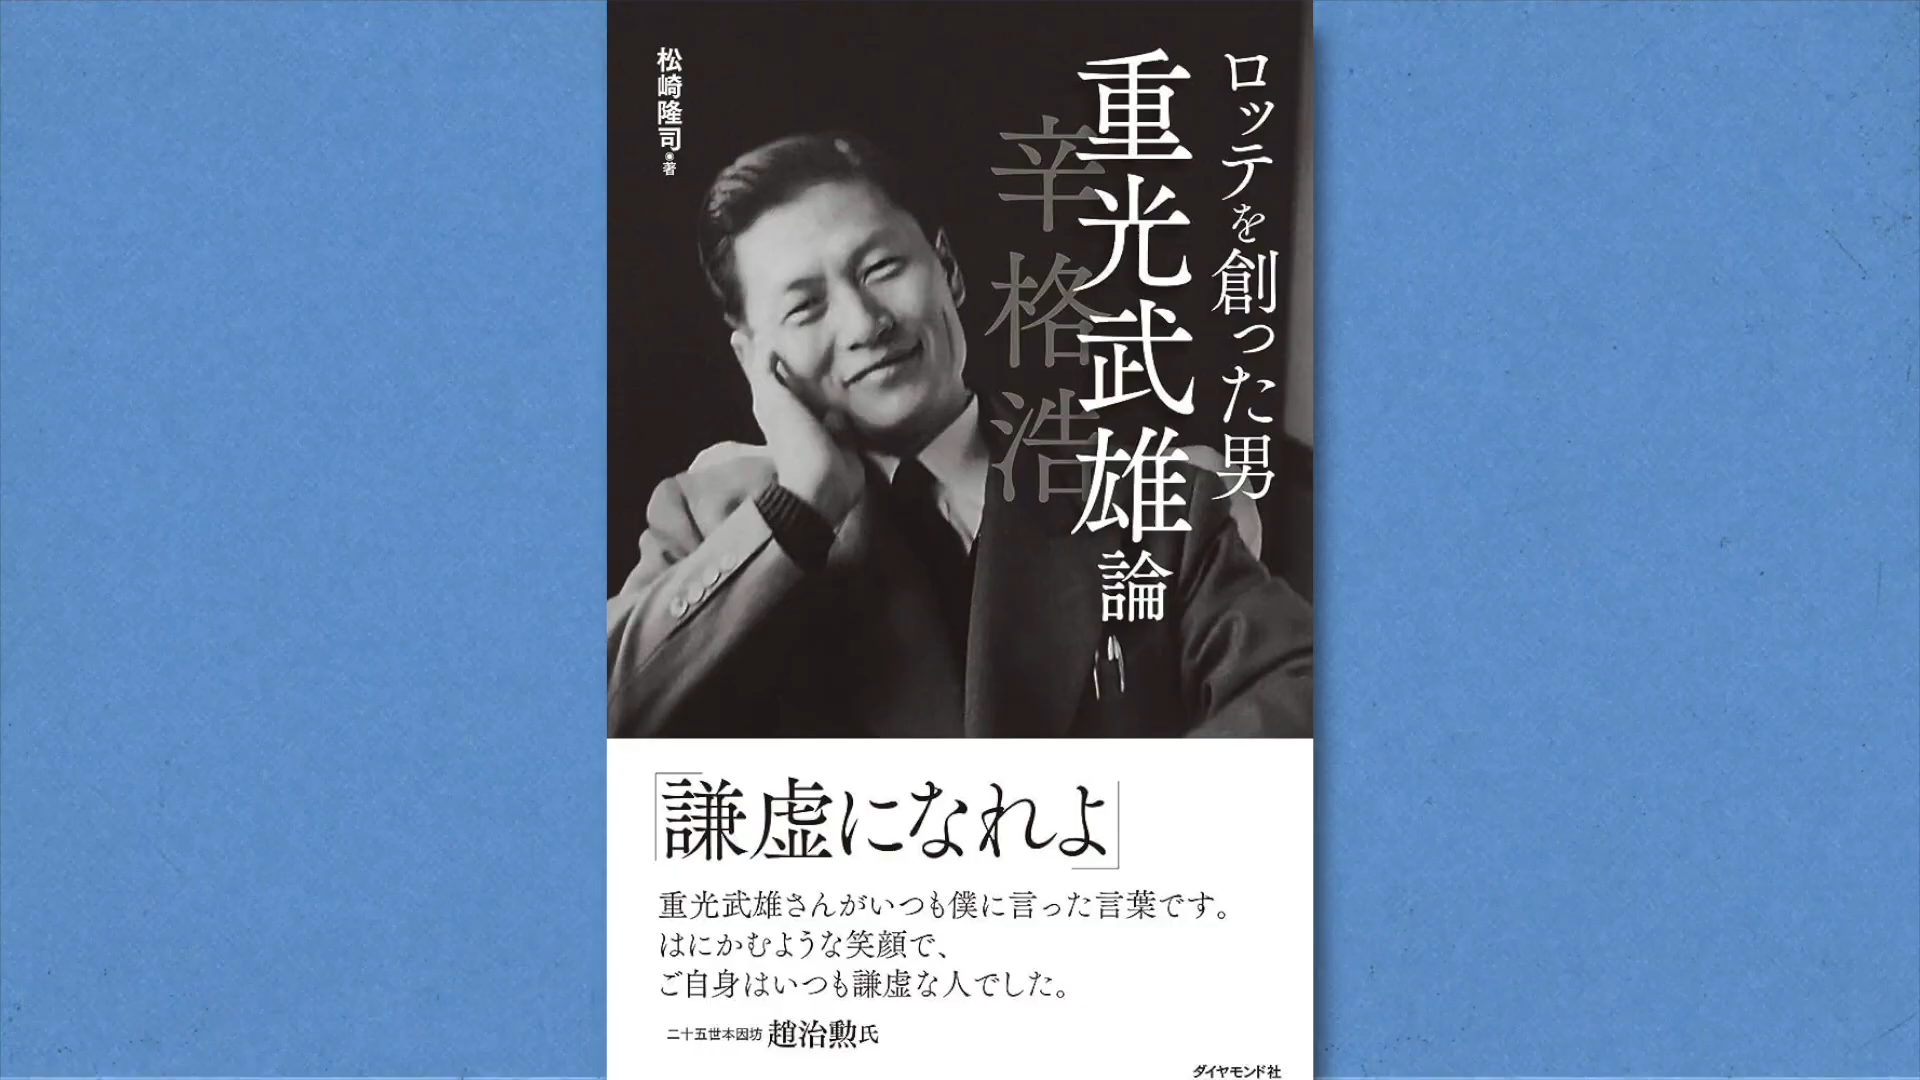 ロッテを創った男
重光武雄論
辛格浩
松崎隆司◉著
「謙虚になれよ」
重光武雄さんがいつも僕に言った言葉です。
はにかむような笑顔で、
ご自身はいつも謙虚な人でした。
二十五世本因坊 趙治勲氏
ダイヤモンド社